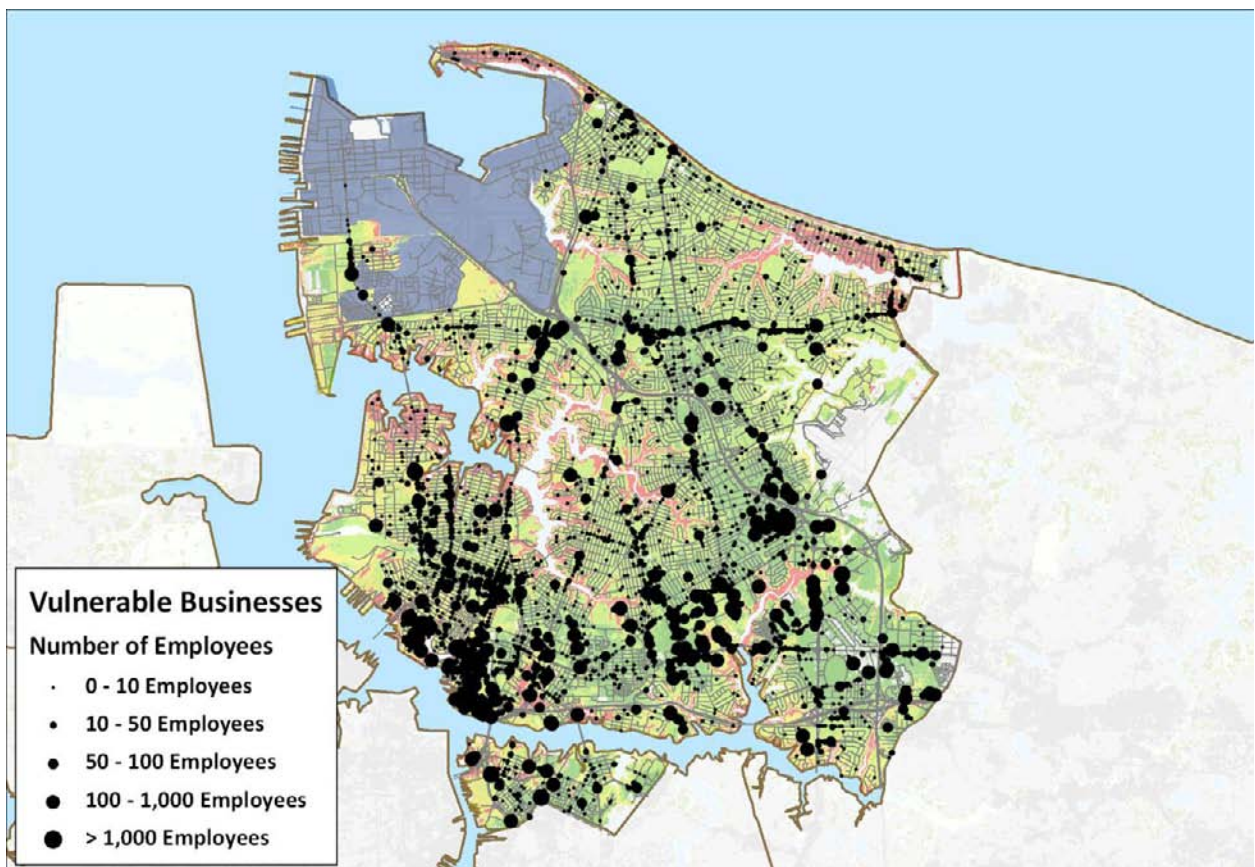 Vulnerable Businesses
Number of Employees
0 - 10 Employees
10 - 50 Employees
50 - 100 Employees
100 - 1,000 Employees
> 1,000 Employees